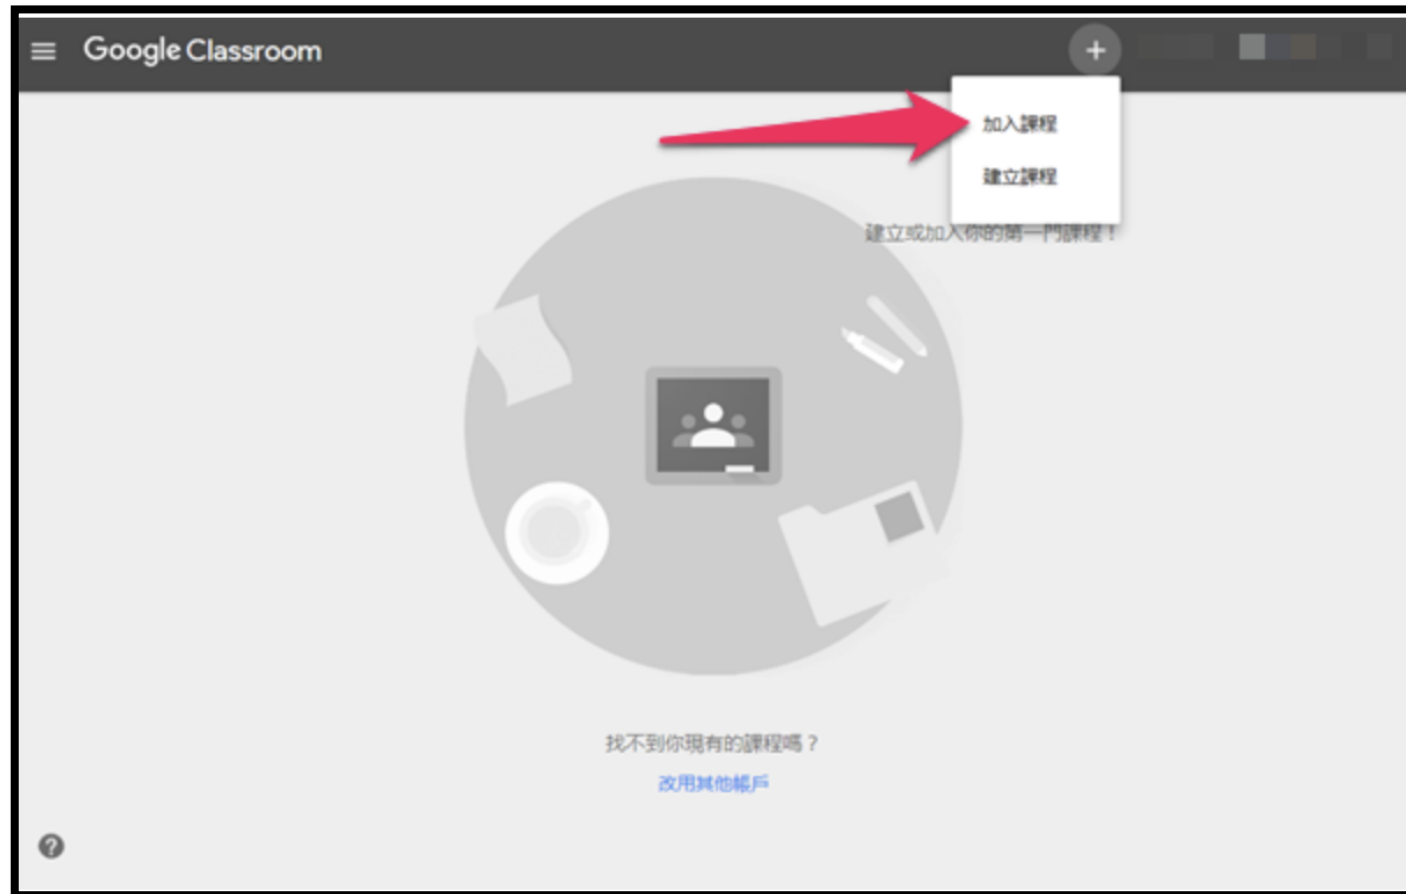 Google Classroom
加入課程
建立課程
建立或加入你的第一門課程！
找不到你現有的課程嗎？
改用其他帳戶